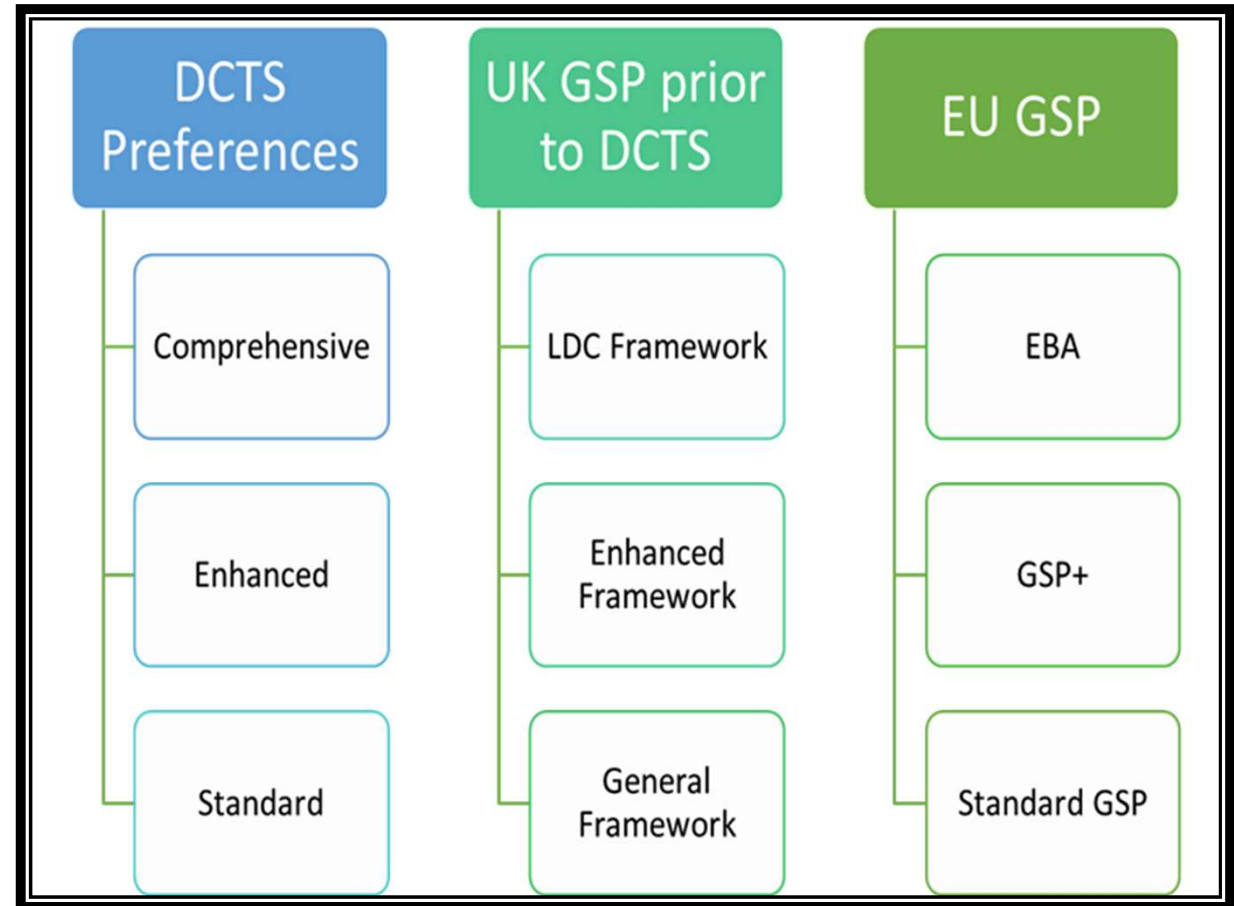 DCTS
Preferences
Comprehensive
Enhanced
Standard
UK GSP prior
to DCTS
LDC Framework
Enhanced
Framework
General
Framework
EU GSP
EBA
GSP+
Standard GSP